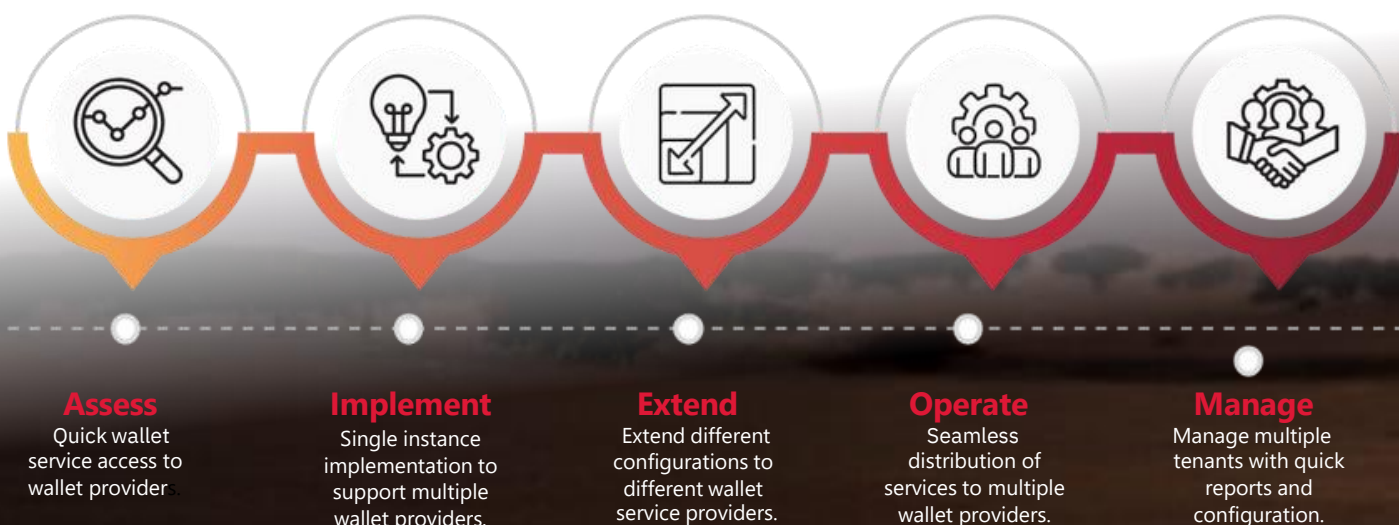 Assess
Quick wallet
service access to
wallet providers.
Implement
Single instance
implementation to
support multiple
wallet providers.
Extend
Extend different
configurations to
different wallet
service providers.
Operate
Seamless
distribution of
services to multiple
wallet providers.
Manage
Manage multiple
tenants with quick
reports and
configuration.